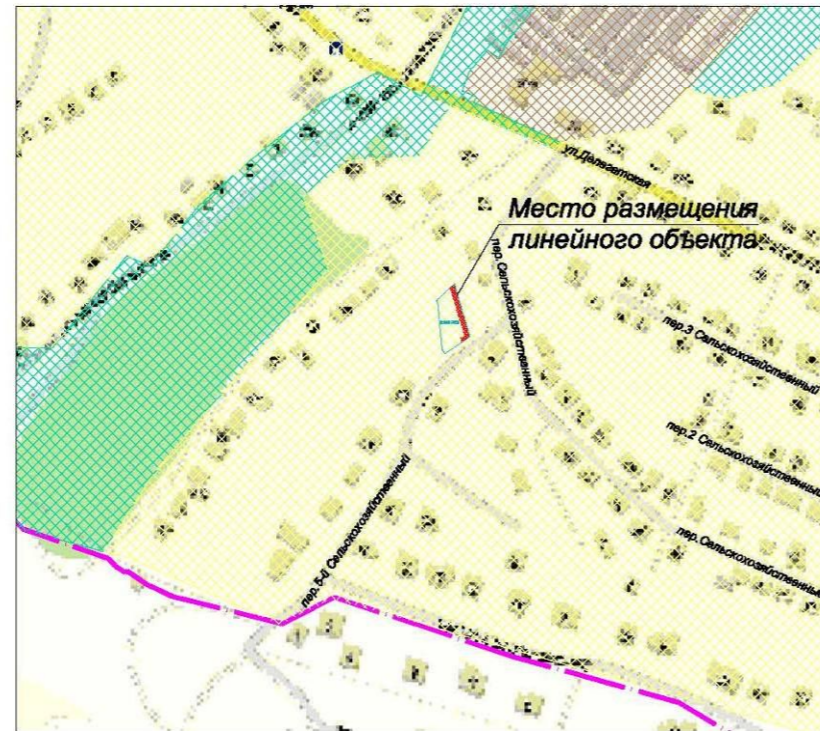 ул.Делегатская
Место размещения
линейного объекта
пер.Сельскохозяйственный
пер.3 Сельскохозяйственный
пер.2 Сельскохозяйственный
пер.5-й Сельскохозяйственный
пер.Сельскохозяйственный